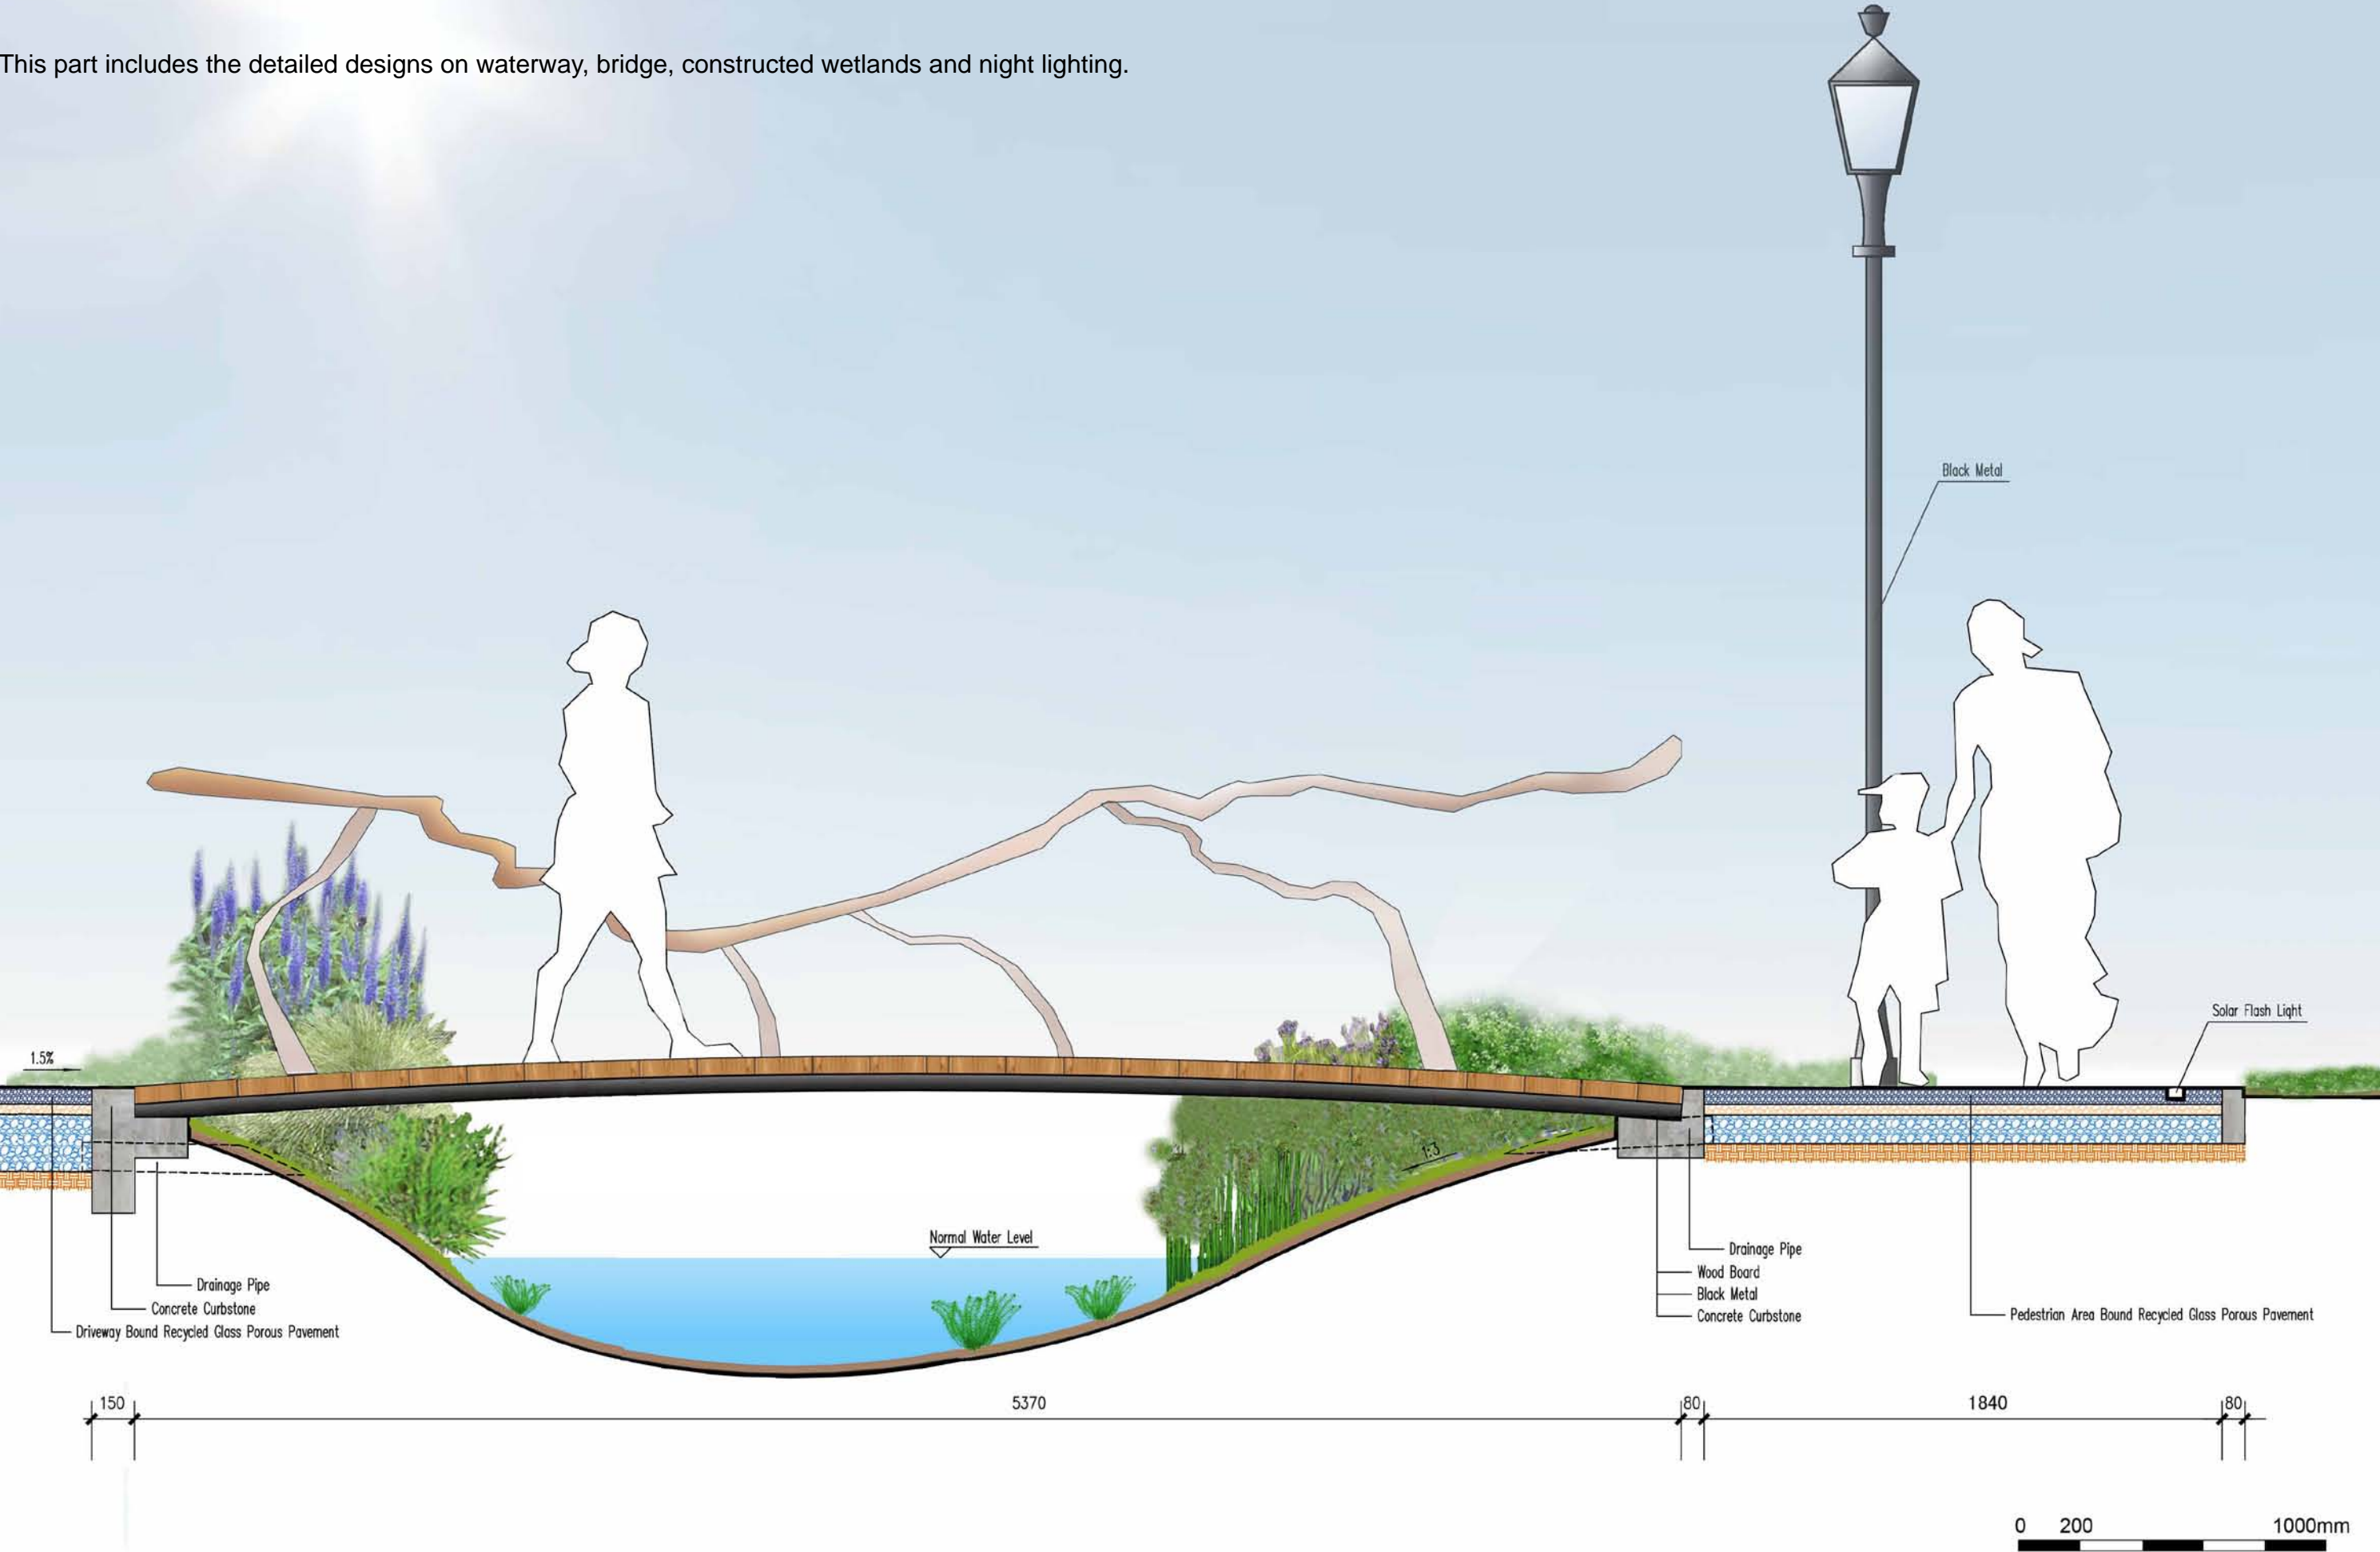 This part includes the detailed designs on waterway, bridge, constructed wetlands and night lighting.
Black Metal
Solar Flash Light
1.5%
1:3
Normal Water Level
Drainage Pipe
Concrete Curbstone
Driveway Bound Recycled Glass Porous Pavement
Drainage Pipe
Wood Board
Black Metal
Concrete Curbstone
Pedestrian Area Bound Recycled Glass Porous Pavement
150 5370 80 1840 80
0 200 1000mm